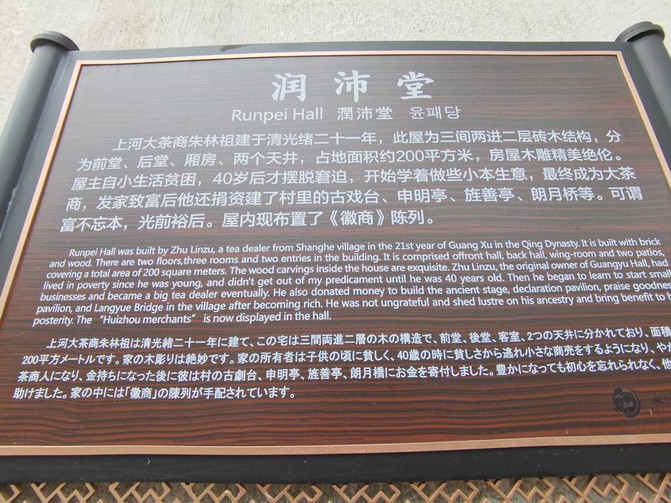 润沛堂
Runpei Hall 潤沛堂 윤패당
上河大茶商朱林祖建于清光绪二十一年，此屋为三间两进二层砖木结构，分
为前堂、后堂、厢房、两个天井，占地面积约200平方米，房屋木雕精美绝伦。
屋主自小生活贫困，40岁后才摆脱窘迫，开始学着做些小本生意，最终成为大茶
商，发家致富后他还捐资建了村里的古戏台、申明亭、旌善亭、朗月桥等。可谓
富不忘本，光前裕后。屋内现布置了《徽商》陈列。
Runpei Hall was built by Zhu Linzu, a tea dealer from Shanghe village in the 21st year of Guang Xu in the Qing Dynasty. It is built with brick
and wood. There are two floors,three rooms and two entries in the building. It is comprised offront hall, back hall, wing-room and two patios,
covering a total area of 200 square meters. The wood carvings inside the house are exquisite. Zhu Linzu, the original owner of Guangyu Hall, had
lived in poverty since he was young, and didn't get out of my predicament until he was 40 years old. Then he began to learn to start small
businesses and became a big tea dealer eventually. He also donated money to build the ancient stage, declaration pavilion, praise goodness
pavilion, and Langyue Bridge in the village after becoming rich. He was not ungrateful and shed lustre on his ancestry and bring benefit to
posterity. The “Huizhou merchants” is now displayed in the hall.
上河大茶商朱林祖は清光緒二十一年に建て、この宅は三間両進二層の木の構造で、前堂、後堂、客室、2つの天井に分かれており、面積
200平方メートルです。家の木彫りは絶妙です。家の所有者は子供の頃に貧しく、40歳の時に貧しさから逃れ小さな商売をするようになり、
茶商人になり、金持ちになった後に彼は村の古劇台、申明亭、旌善亭、朗月橋にお金を寄付しました。豊かになっても初心を忘れられなく、他
助けました。家の中には「徽商」の陳列が手配されています。